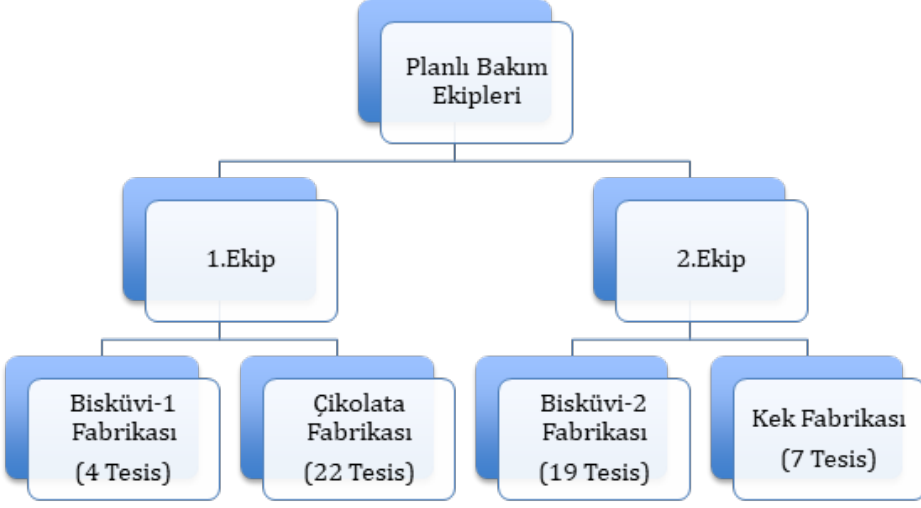 Planlı Bakım
Ekipleri
1.Ekip
2.Ekip
Bisküvi-1
Fabrikası
(4 Tesis)
Çikolata
Fabrikası
(22 Tesis)
Bisküvi-2
Fabrikası
(19 Tesis)
Kek Fabrikası
(7 Tesis)